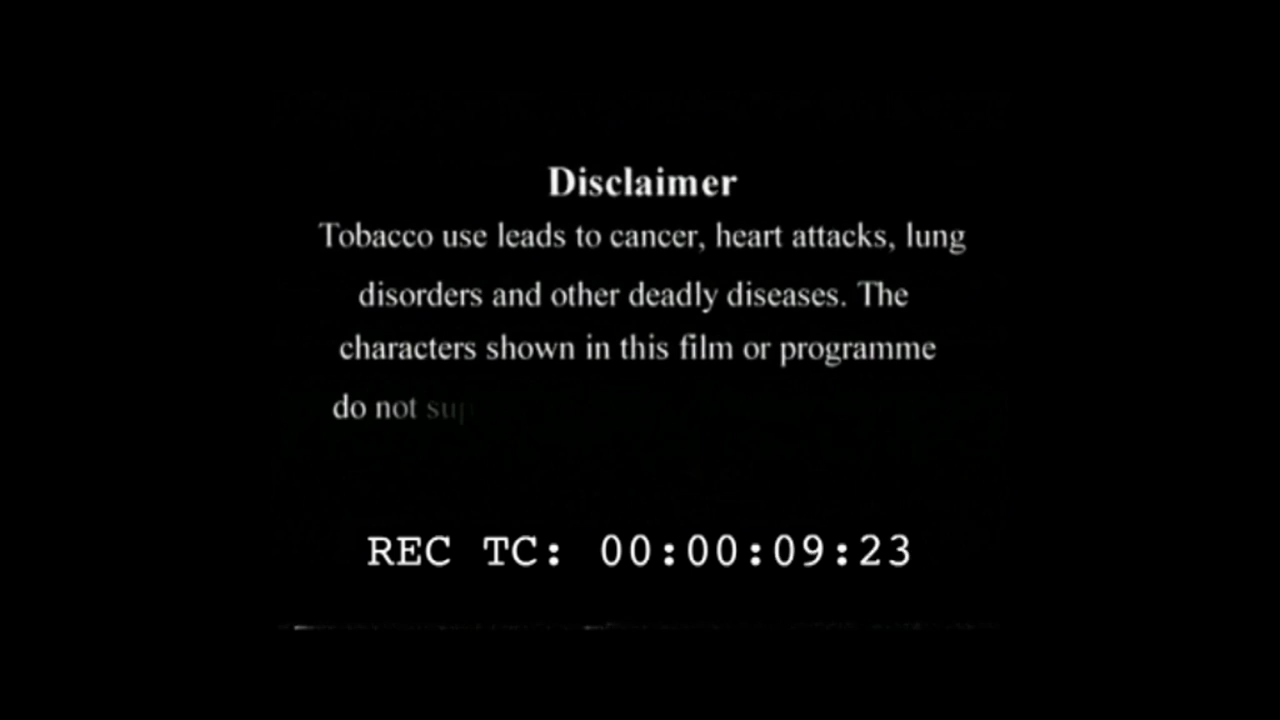 Disclaimer
Tobacco use leads to cancer, heart attacks, lung
disorders and other deadly diseases. The
characters shown in this film or programme
do not
REC TC: 00:00:09:23